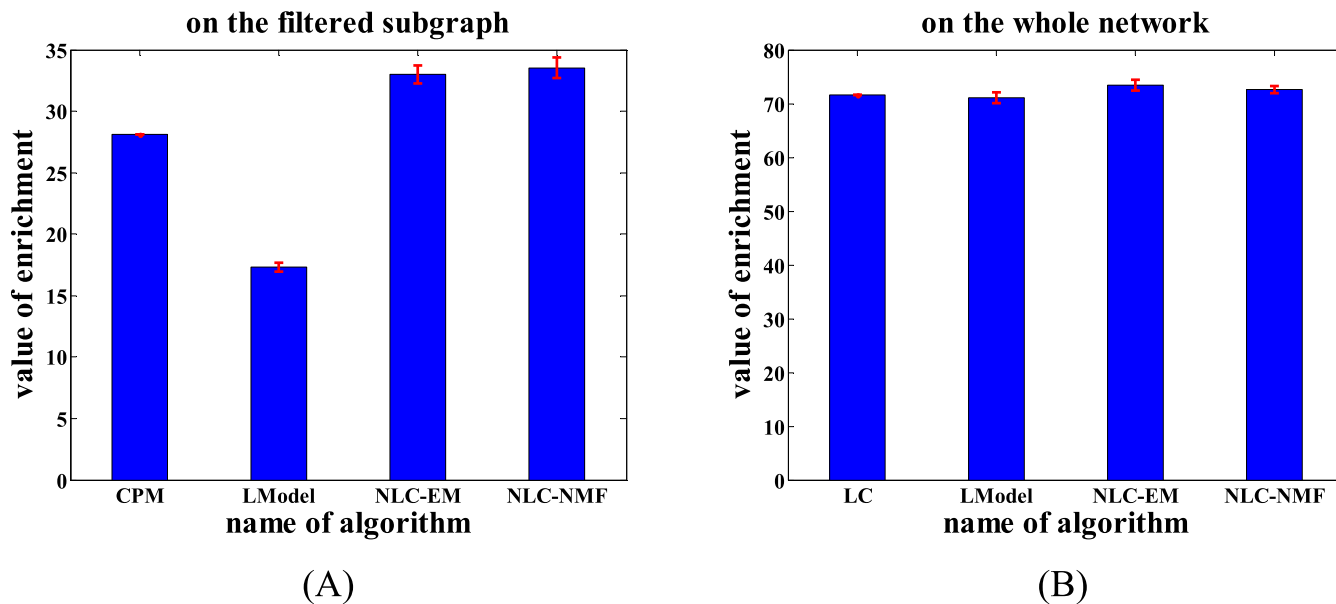 on the filtered subgraph
value of enrichment
35
30
25
20
15
10
5
0
CPM LModel NLC-EM NLC-NMF
name of algorithm
(A)
on the whole network
value of enrichment
80
70
60
50
40
30
20
10
0
LC LModel NLC-EM NLC-NMF
name of algorithm
(B)